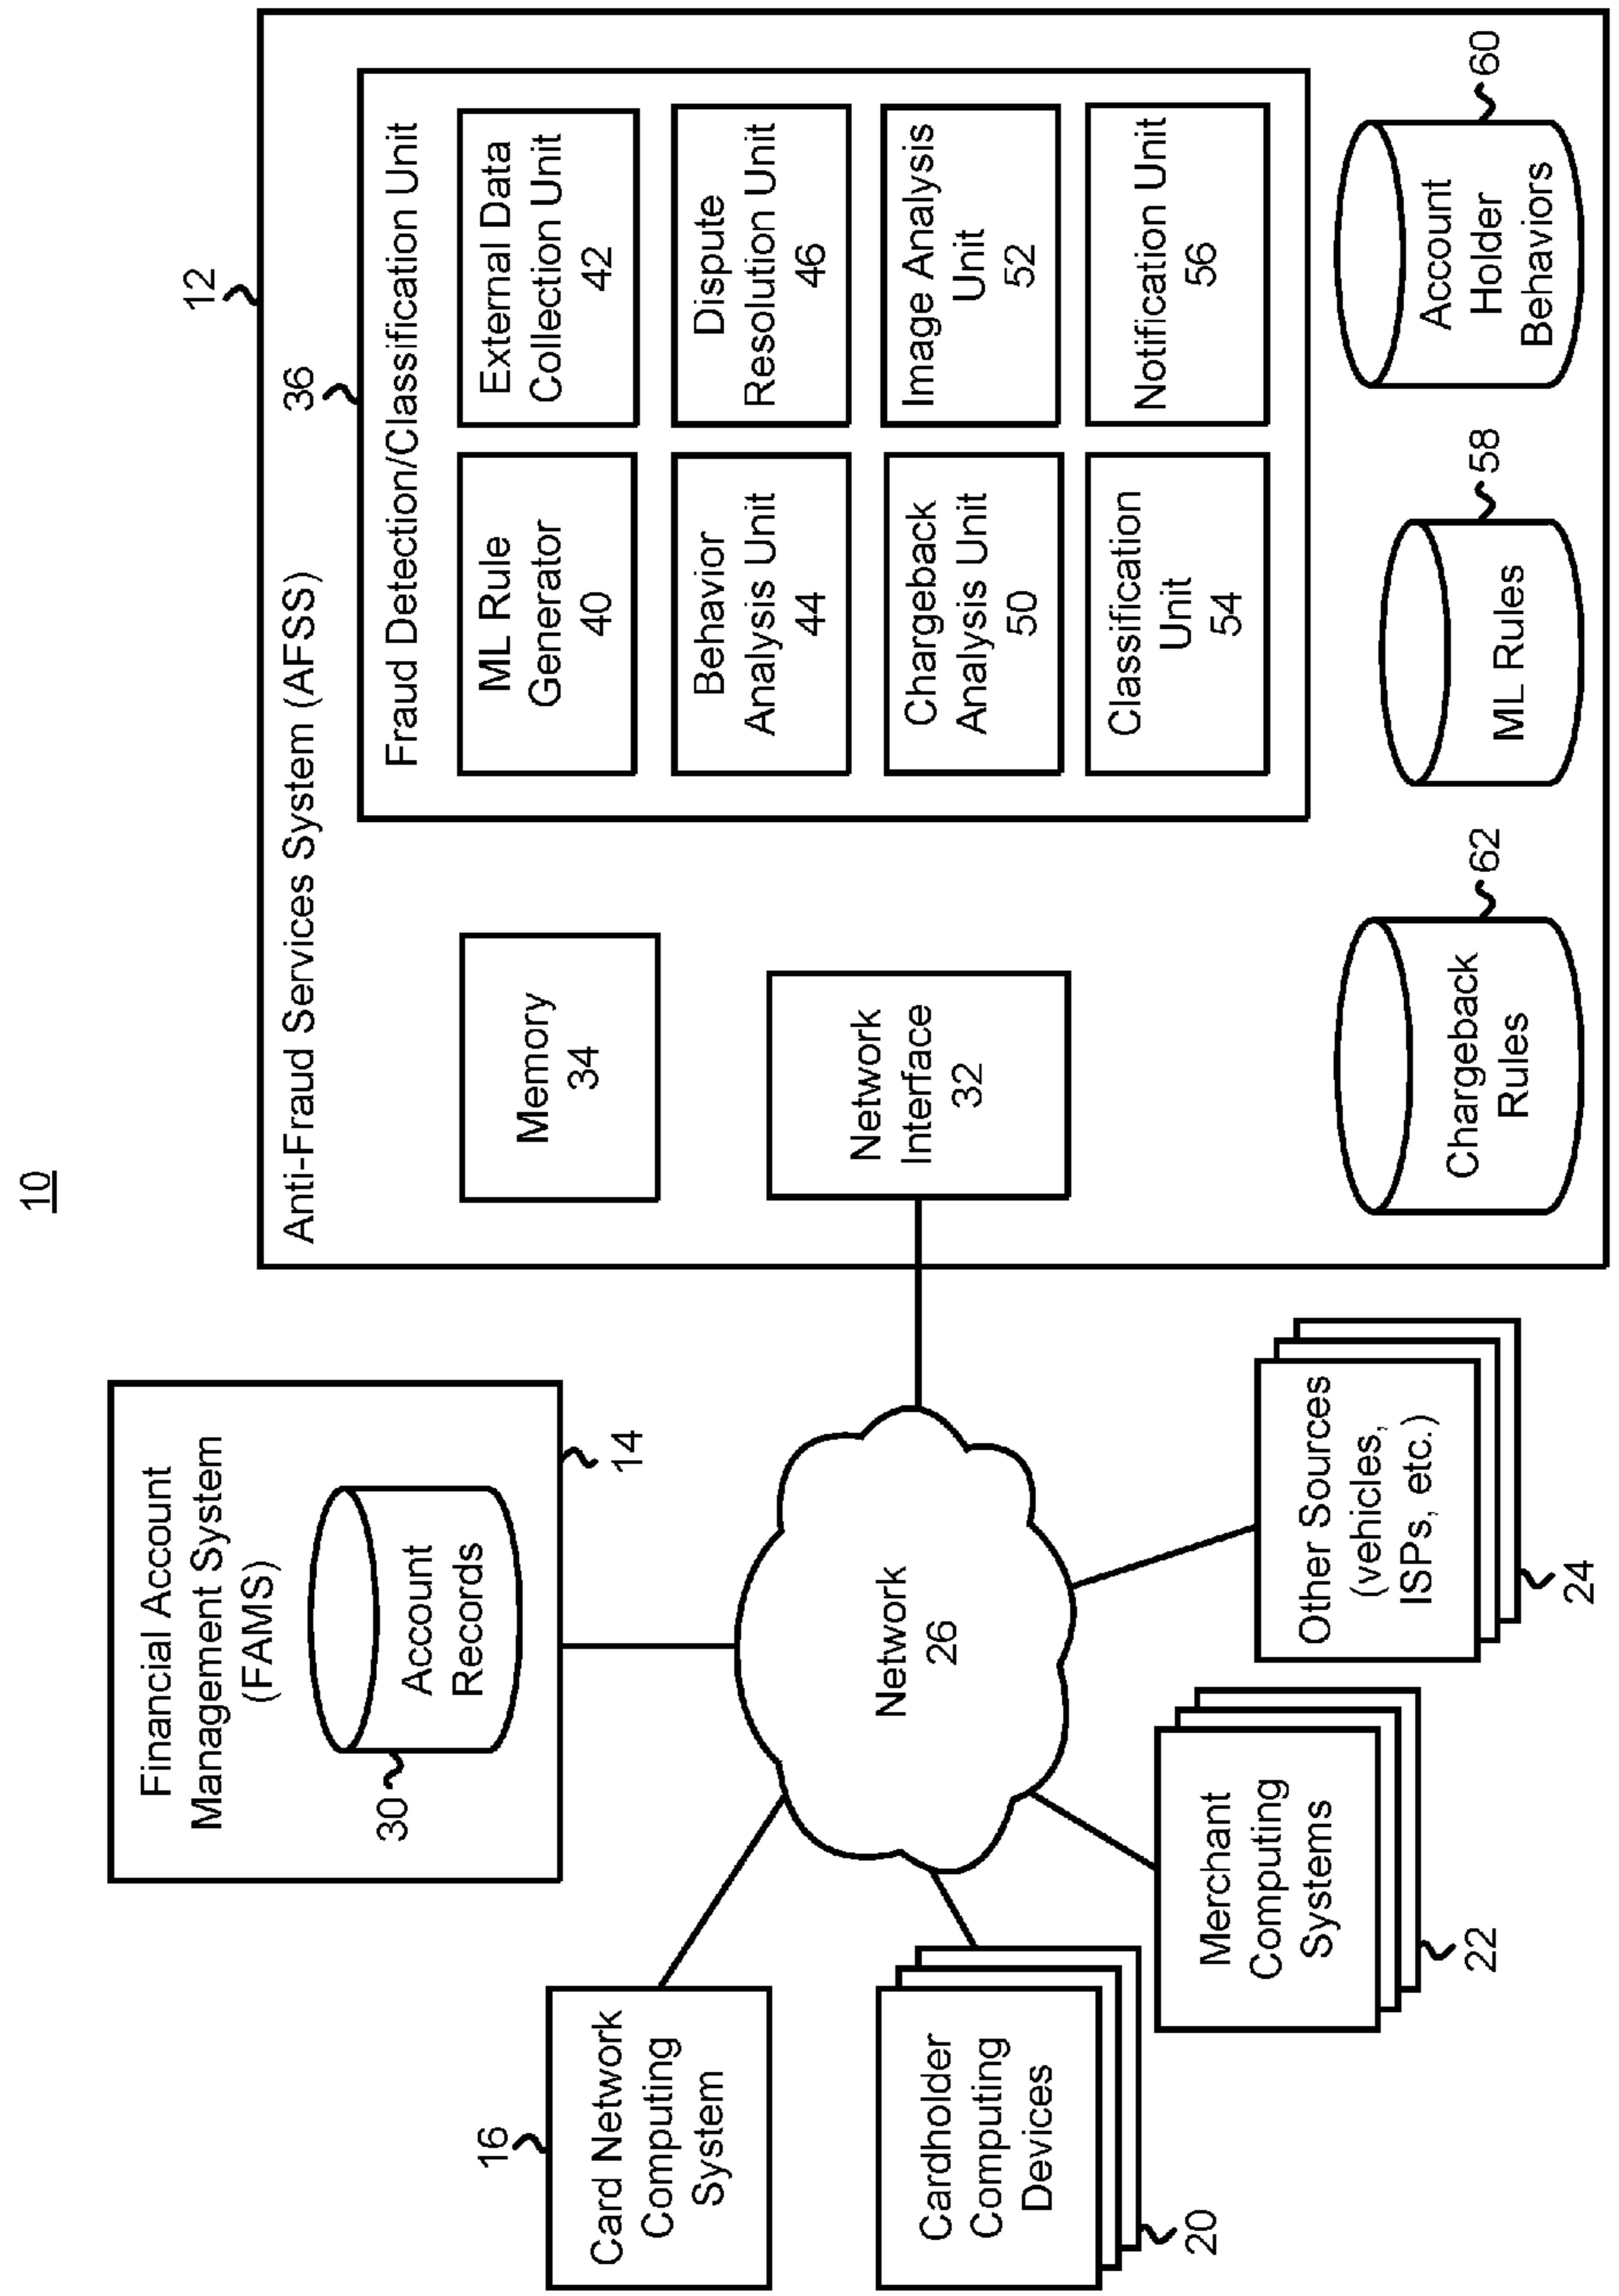 10
Financial Account
Management System
(FAMS)
Account
Records
30
14
16
Card Network
Computing
System
Cardholder
Computing
Devices
20
Merchant
Computing
Systems
22
Other Sources
(vehicles,
ISPs, etc.)
24
Network
26
12
Anti-Fraud Services System (AFSS)
Memory
34
Network
Interface
32
36
Fraud Detection/Classification Unit
ML Rule
Generator
40
External Data
Collection Unit
42
Behavior
Analysis Unit
44
Dispute
Resolution Unit
46
Chargeback
Analysis Unit
50
Image Analysis
Unit
52
Classification
Unit
54
Notification Unit
56
Chargeback
Rules
62
ML Rules
58
Account
Holder
Behaviors
60